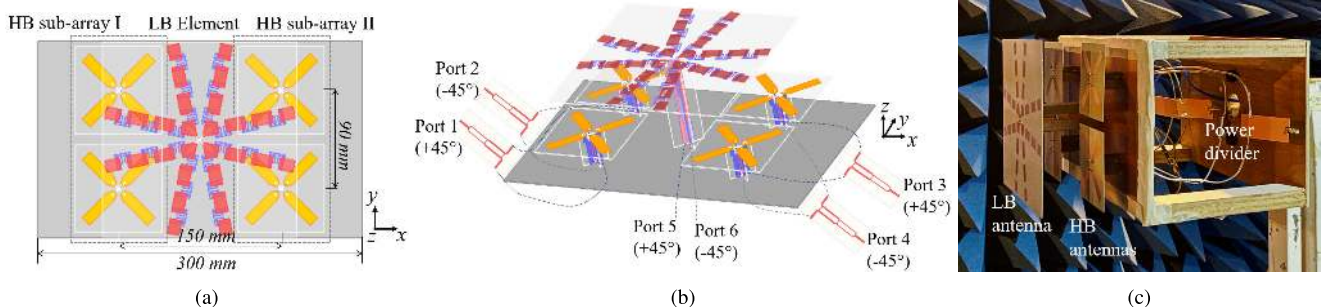 HB sub-array I LB Element HB sub-array II
90 mm
y
z x
150 mm
300 mm
(a)
Port 2
(-45°)
Port 1
(+45°)
z
y
x
Port 3
(+45°)
Port 5
(+45°)
Port 6
(-45°)
Port 4
(-45°)
(b)
Power
divider
LB
antenna
HB
antennas
(c)